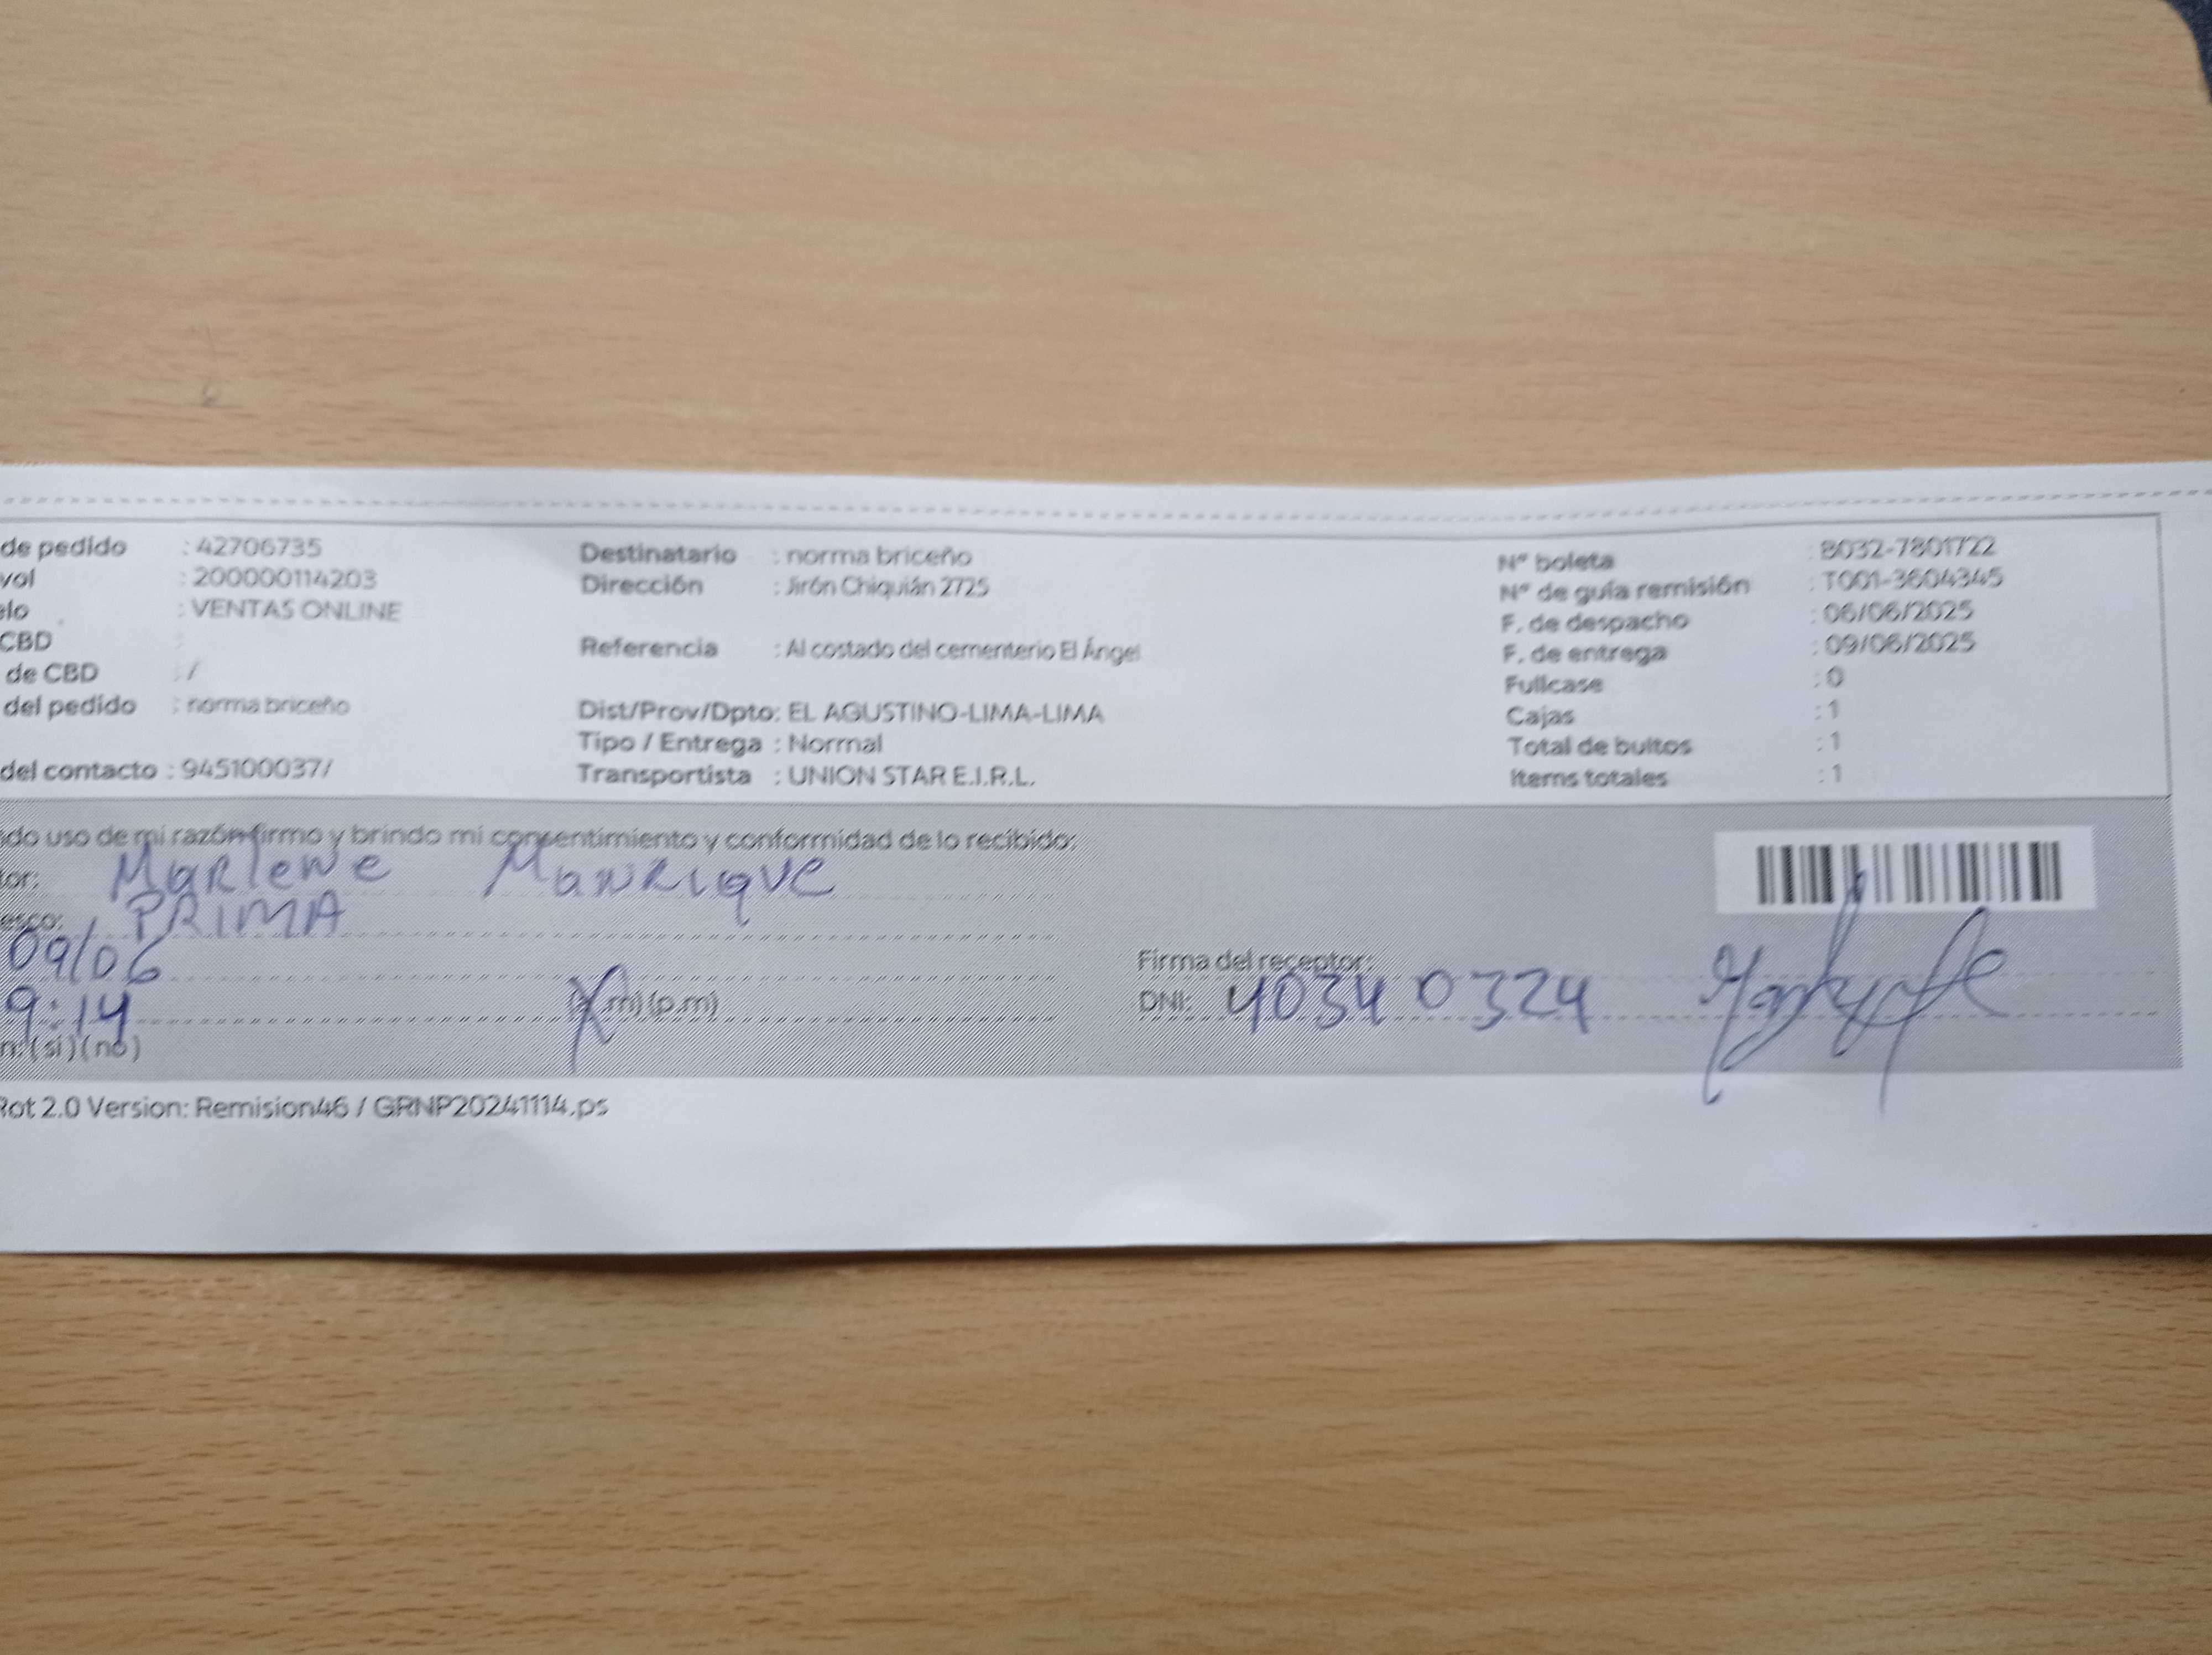 de pedido : 42706735 Destinatario : norma briceño Nº boleta : B032-7801722
vol : 200000114203 Dirección : Jirón Chiquián 2725 Nº de guía remisión : T001-3604345
elo : VENTAS ONLINE F. de despacho : 06/06/2025
CBD : Referencia : Al costado del cementerio El Ángel F. de entrega : 09/06/2025
de CBD : / Fullcase : 0
del pedido : norma briceño Dist/Prov/Dpto: EL AGUSTINO-LIMA-LIMA Cajas : 1
Tipo / Entrega : Normal Total de bultos : 1
del contacto : 945100037/ Transportista : UNION STAR E.I.R.L. Items totales : 1
do uso de mi razón firmo y brindo mi consentimiento y conformidad de lo recibido:
tor: Marlene Manrique
esco: PRIMA
09/06 Firma del receptor:
9:14 (a.m) (p.m) DNI: 40340324
n: (si) (no)
Rot 2.0 Version: Remision46 / GRNP20241114.ps